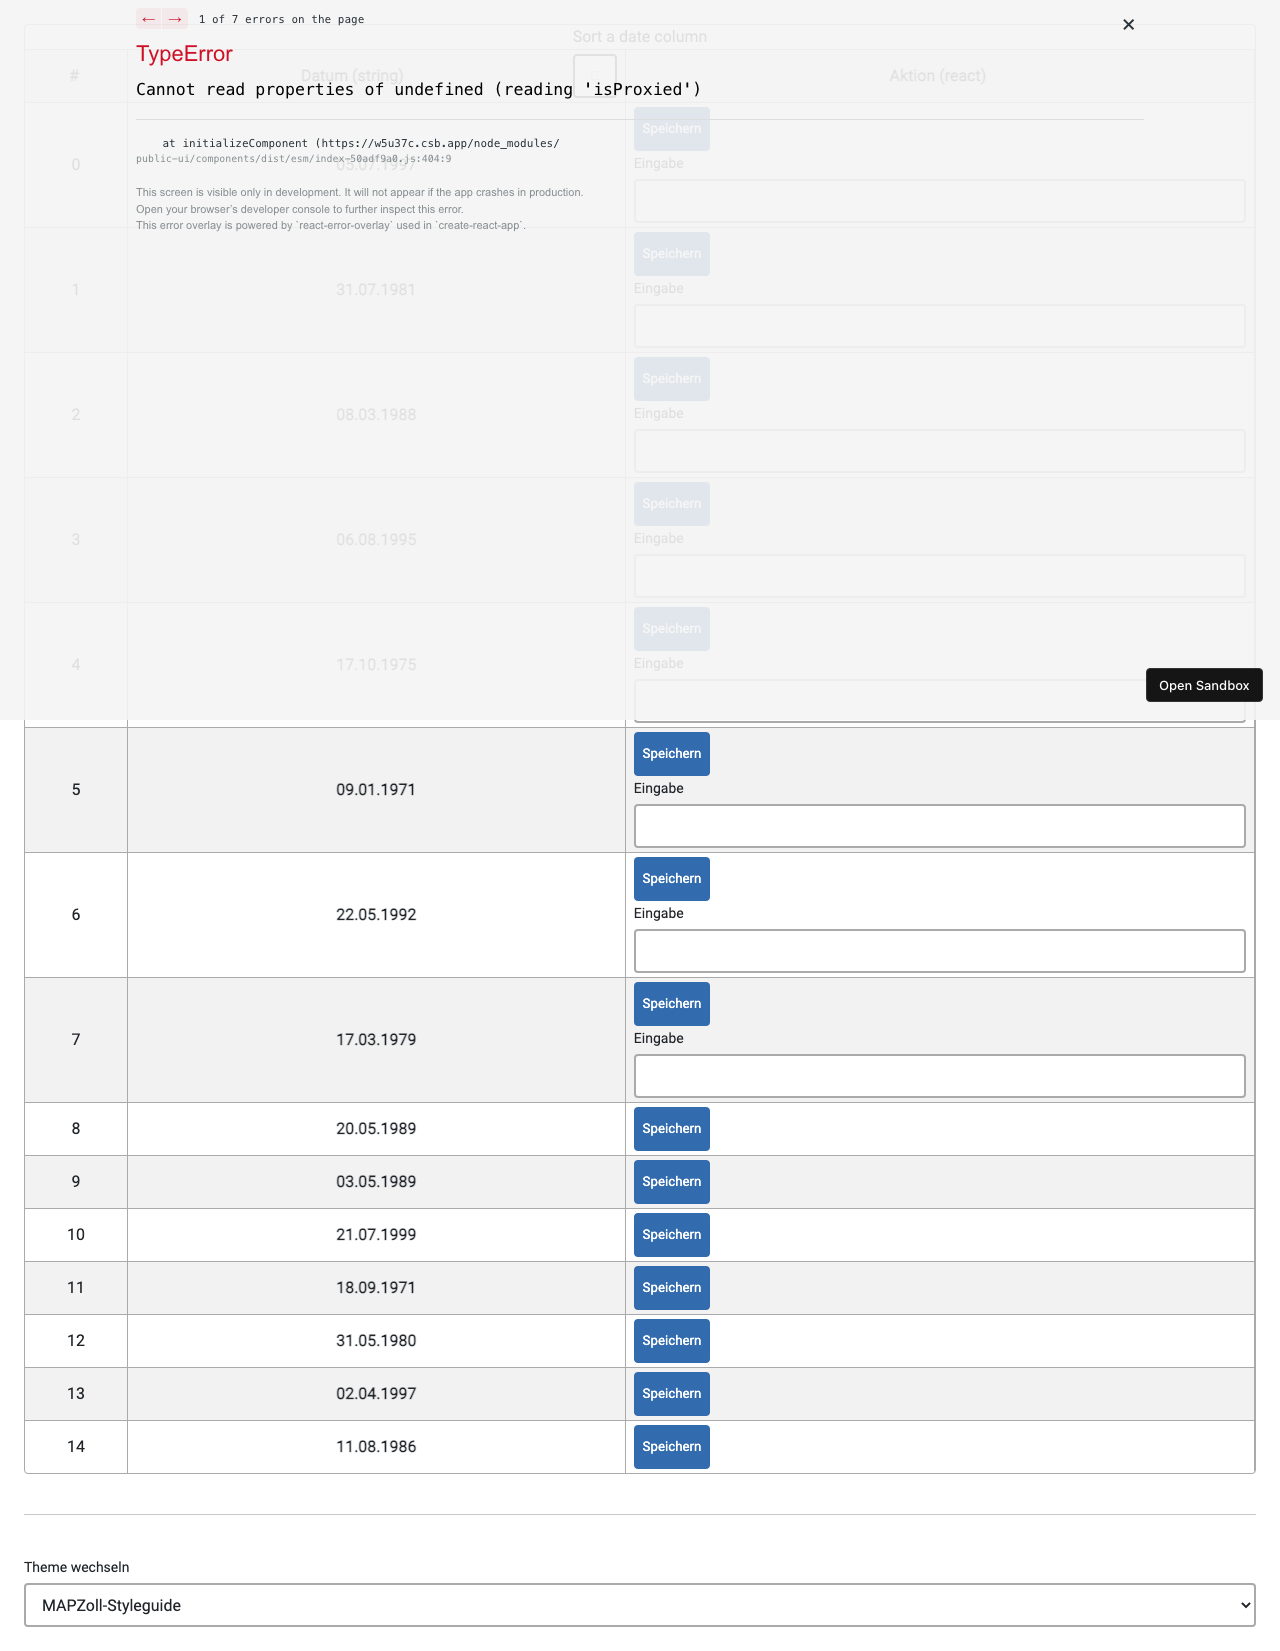 ← → 1 of 7 errors on the page
×
Sort a date column
TypeError
# Datum (string) Aktion (react)
Cannot read properties of undefined (reading 'isProxied')
Speichern
at initializeComponent (https://w5u37c.csb.app/node_modules/
public-ui/components/dist/esm/index-50adf9a0.js:404:9
0 05.07.1997 Eingabe
This screen is visible only in development. It will not appear if the app crashes in production.
Open your browser's developer console to further inspect this error.
This error overlay is powered by `react-error-overlay` used in `create-react-app`.
Speichern
1 31.07.1981 Eingabe
Speichern
2 08.03.1988 Eingabe
Speichern
3 06.08.1995 Eingabe
Speichern
4 17.10.1975 Eingabe
Open Sandbox
Speichern
5 09.01.1971 Eingabe
Speichern
6 22.05.1992 Eingabe
Speichern
7 17.03.1979 Eingabe
8 20.05.1989 Speichern
9 03.05.1989 Speichern
10 21.07.1999 Speichern
11 18.09.1971 Speichern
12 31.05.1980 Speichern
13 02.04.1997 Speichern
14 11.08.1986 Speichern
Theme wechseln
MAPZoll-Styleguide